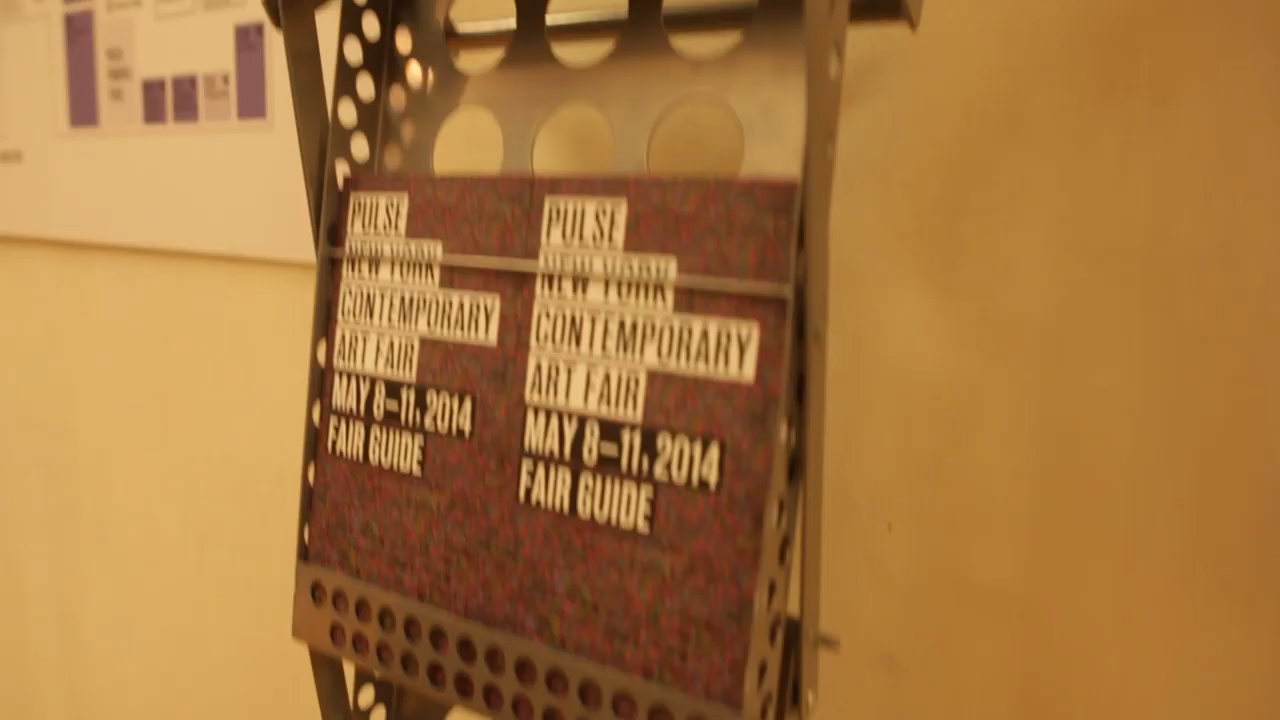 PULSE
NEW YORK
CONTEMPORARY
ART FAIR
MAY 8–11, 2014
FAIR GUIDE
PULSE
NEW YORK
CONTEMPORARY
ART FAIR
MAY 8–11, 2014
FAIR GUIDE